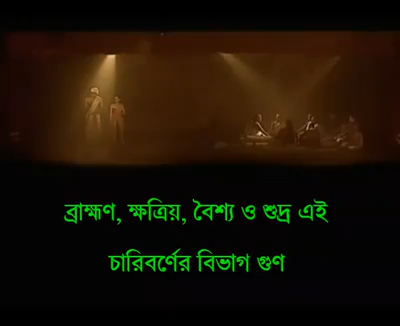 ব্রাহ্মণ, ক্ষত্রিয়, বৈশ্য ও শুদ্র এই
চারিবর্ণের বিভাগ গুণ